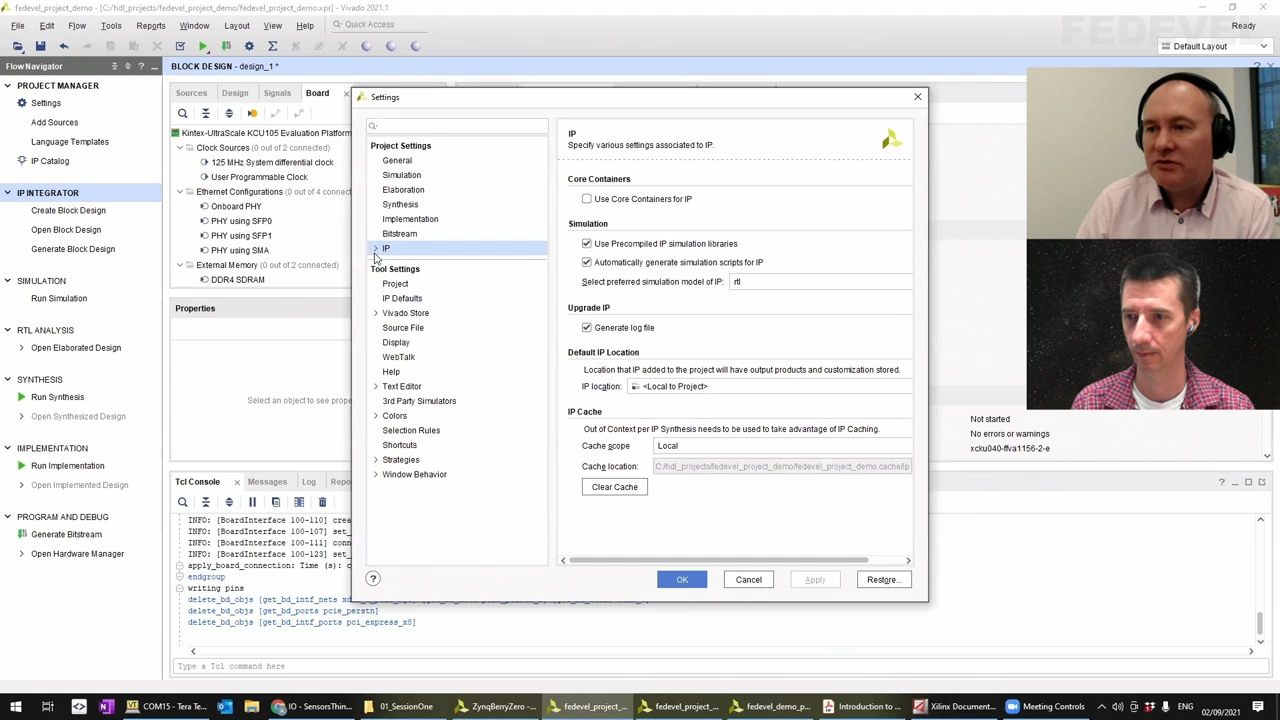 fedevel_project_demo - [C:/hdl_projects/fedevel_project_demo/fedevel_project_demo.xpr] - Vivado 2021.1
File Edit Flow Tools Reports Window Layout View Help Quick Access
FEDEVEL
Ready
Default Layout
Flow Navigator
PROJECT MANAGER
Settings
Add Sources
Language Templates
IP Catalog
IP INTEGRATOR
Create Block Design
Open Block Design
Generate Block Design
SIMULATION
Run Simulation
RTL ANALYSIS
Open Elaborated Design
SYNTHESIS
Run Synthesis
Open Synthesized Design
IMPLEMENTATION
Run Implementation
Open Implemented Design
PROGRAM AND DEBUG
Generate Bitstream
Open Hardware Manager
BLOCK DESIGN - design_1 *
Sources Design Signals Board
Kintex-UltraScale KCU105 Evaluation Platform
Clock Sources (0 out of 2 connected)
125 MHz System differential clock
User Programmable Clock
Ethernet Configurations (0 out of 4 connect
Onboard PHY
PHY using SFP0
PHY using SFP1
PHY using SMA
External Memory (0 out of 2 connected)
DDR4 SDRAM
Properties
Select an object to see prope
Settings
Project Settings
General
Simulation
Elaboration
Synthesis
Implementation
Bitstream
IP
Tool Settings
Project
IP Defaults
Vivado Store
Source File
Display
WebTalk
Help
Text Editor
3rd Party Simulators
Colors
Selection Rules
Shortcuts
Strategies
Window Behavior
IP
Specify various settings associated to IP.
Core Containers
Use Core Containers for IP
Simulation
Use Precompiled IP simulation libraries
Automatically generate simulation scripts for IP
Select preferred simulation model of IP: rtl
Upgrade IP
Generate log file
Default IP Location
Location that IP added to the project will have output products and customization stored.
IP location: <Local to Project>
IP Cache
Out of Context per IP Synthesis needs to be used to take advantage of IP Caching.
Cache scope Local
Cache location: C:/hdl_projects/fedevel_project_demo/fedevel_project_demo.cache/ip
Clear Cache
OK Cancel Apply Restore...
Not started
No errors or warnings
xcku040-ffva1156-2-e
Tcl Console Messages Log Repo
INFO: [BoardInterface 100-110] crea
INFO: [BoardInterface 100-107] set_
INFO: [BoardInterface 100-111] conn
INFO: [BoardInterface 100-123] set_
apply_board_connection: Time (s): c
endgroup
writing pins
delete_bd_objs [get_bd_intf_nets
delete_bd_objs [get_bd_ports pcie_perstn]
delete_bd_objs [get_bd_intf_ports pci_express_x8]
Type a Tcl command here
COM15 - Tera Te... 01_SessionOne IO - SensorsThin... ZynqBerryZero - ... fedevel_project_... fedevel_project_... fedevel_demo_p... Introduction to ... Xilinx Document... Meeting Controls ENG 02/09/2021